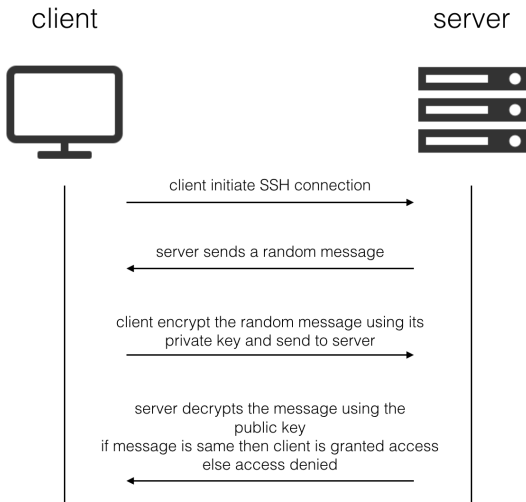 client
server
client initiate SSH connection
server sends a random message
client encrypt the random message using its
private key and send to server
server decrypts the message using the
public key
if message is same then client is granted access
else access denied